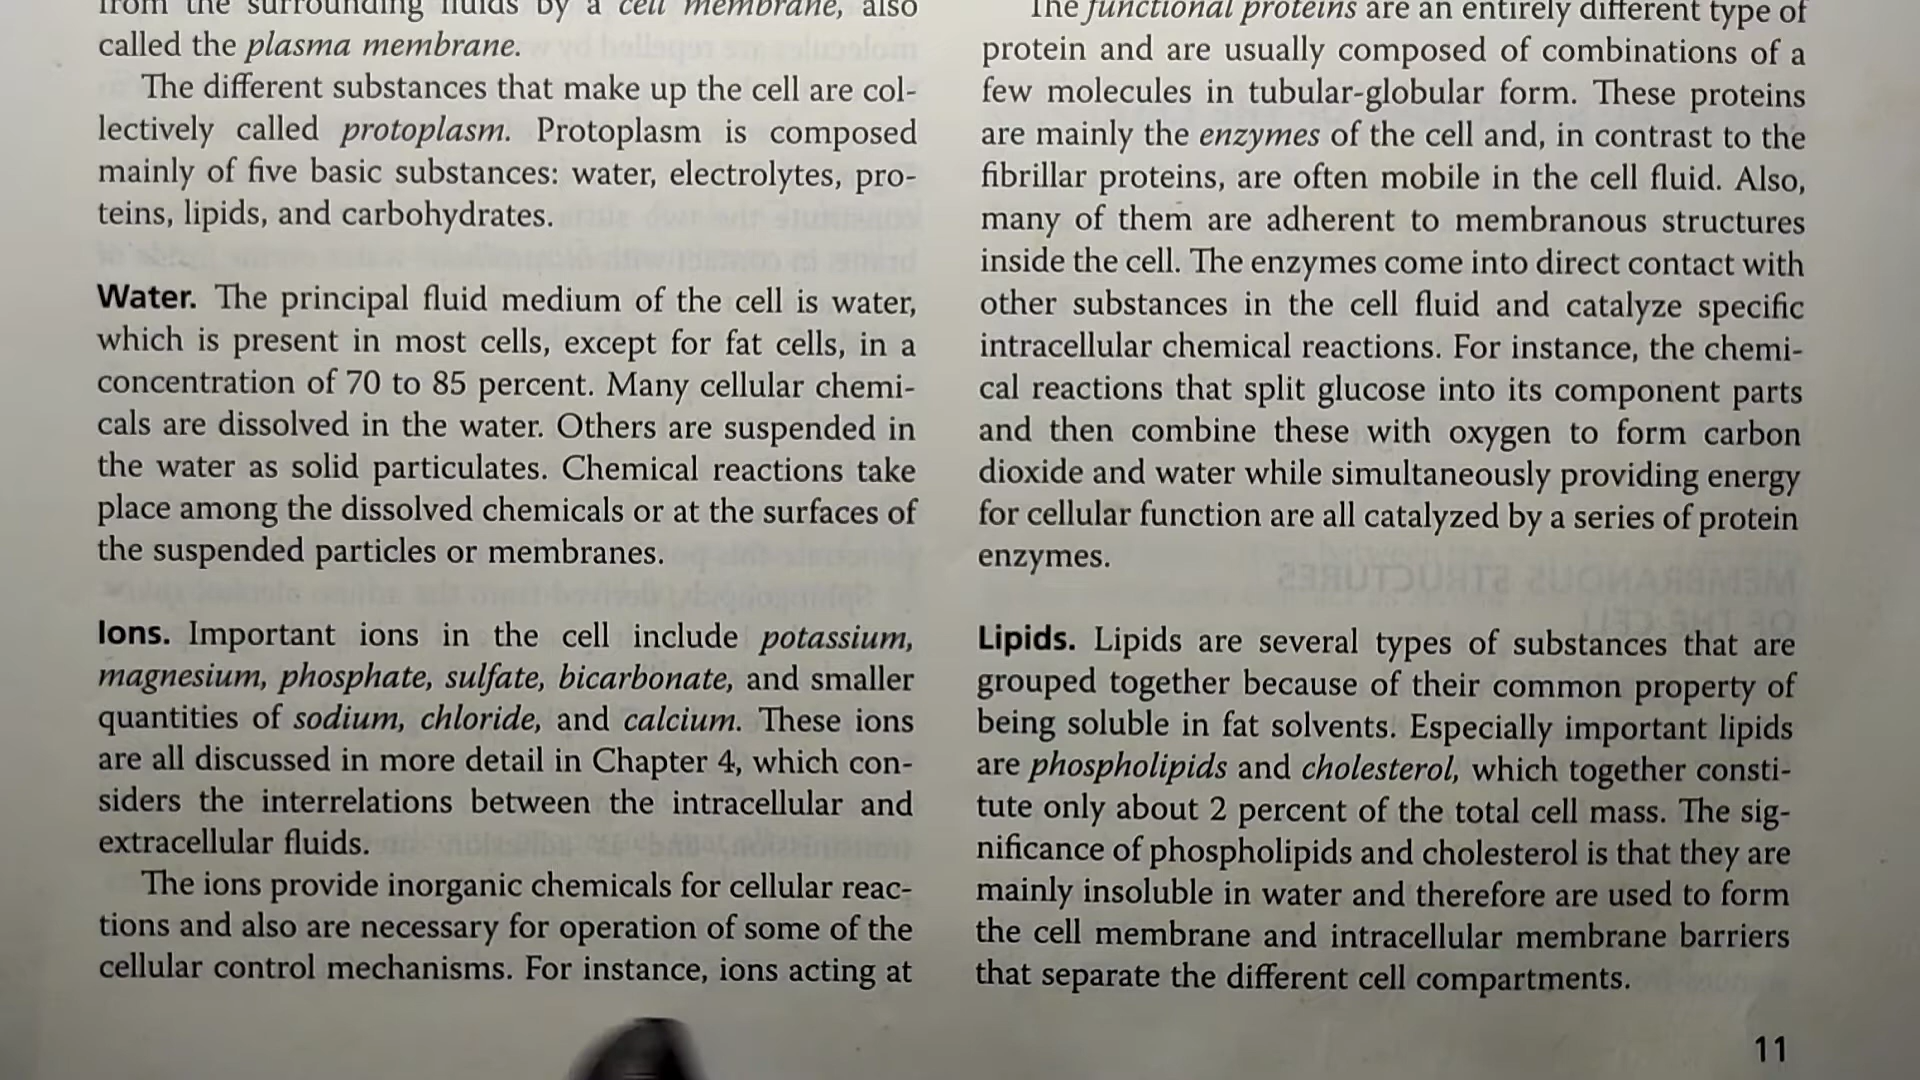 from the surrounding fluids by a cell membrane, also
called the plasma membrane.
The different substances that make up the cell are col-
lectively called protoplasm. Protoplasm is composed
mainly of five basic substances: water, electrolytes, pro-
teins, lipids, and carbohydrates.
Water. The principal fluid medium of the cell is water,
which is present in most cells, except for fat cells, in a
concentration of 70 to 85 percent. Many cellular chemi-
cals are dissolved in the water. Others are suspended in
the water as solid particulates. Chemical reactions take
place among the dissolved chemicals or at the surfaces of
the suspended particles or membranes.
Ions. Important ions in the cell include potassium,
magnesium, phosphate, sulfate, bicarbonate, and smaller
quantities of sodium, chloride, and calcium. These ions
are all discussed in more detail in Chapter 4, which con-
siders the interrelations between the intracellular and
extracellular fluids.
The ions provide inorganic chemicals for cellular reac-
tions and also are necessary for operation of some of the
cellular control mechanisms. For instance, ions acting at
The functional proteins are an entirely different type of
protein and are usually composed of combinations of a
few molecules in tubular-globular form. These proteins
are mainly the enzymes of the cell and, in contrast to the
fibrillar proteins, are often mobile in the cell fluid. Also,
many of them are adherent to membranous structures
inside the cell. The enzymes come into direct contact with
other substances in the cell fluid and catalyze specific
intracellular chemical reactions. For instance, the chemi-
cal reactions that split glucose into its component parts
and then combine these with oxygen to form carbon
dioxide and water while simultaneously providing energy
for cellular function are all catalyzed by a series of protein
enzymes.
Lipids. Lipids are several types of substances that are
grouped together because of their common property of
being soluble in fat solvents. Especially important lipids
are phospholipids and cholesterol, which together consti-
tute only about 2 percent of the total cell mass. The sig-
nificance of phospholipids and cholesterol is that they are
mainly insoluble in water and therefore are used to form
the cell membrane and intracellular membrane barriers
that separate the different cell compartments.
11